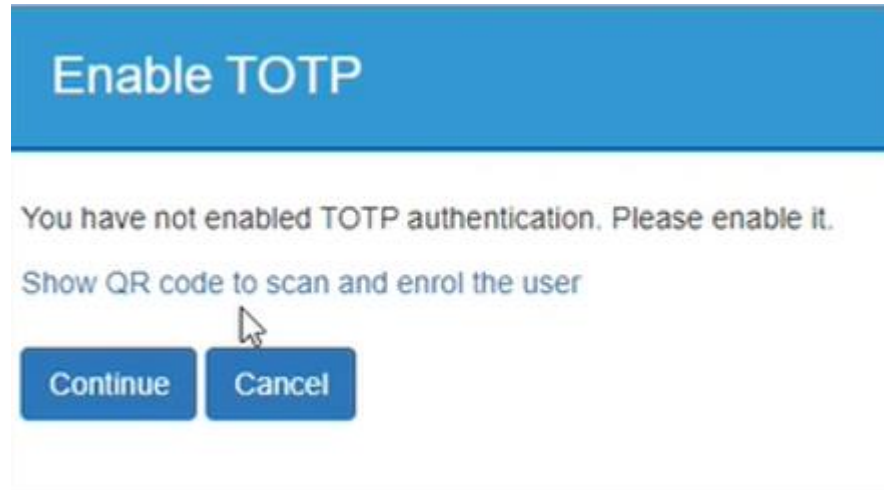 Enable TOTP
You have not enabled TOTP authentication. Please enable it.
Show QR code to scan and enrol the user
Continue Cancel